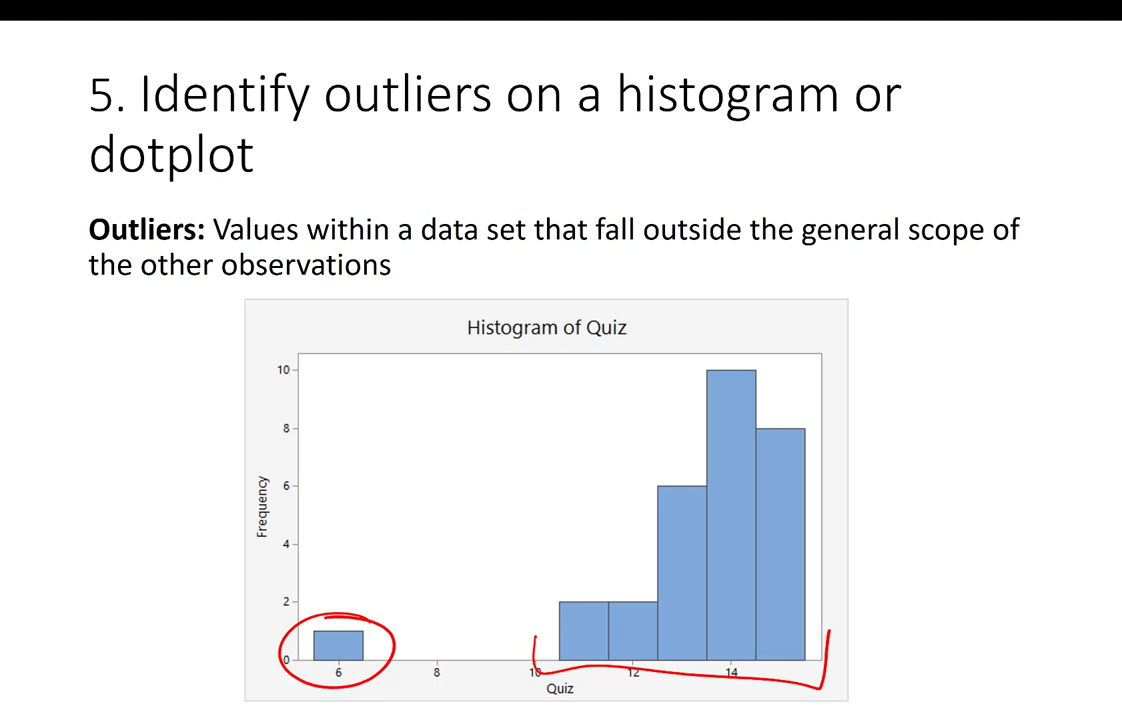 5. Identify outliers on a histogram or
dotplot
Outliers: Values within a data set that fall outside the general scope of
the other observations
Histogram of Quiz
10
8
6
4
2
0
Frequency
6 8 10 12 14
Quiz